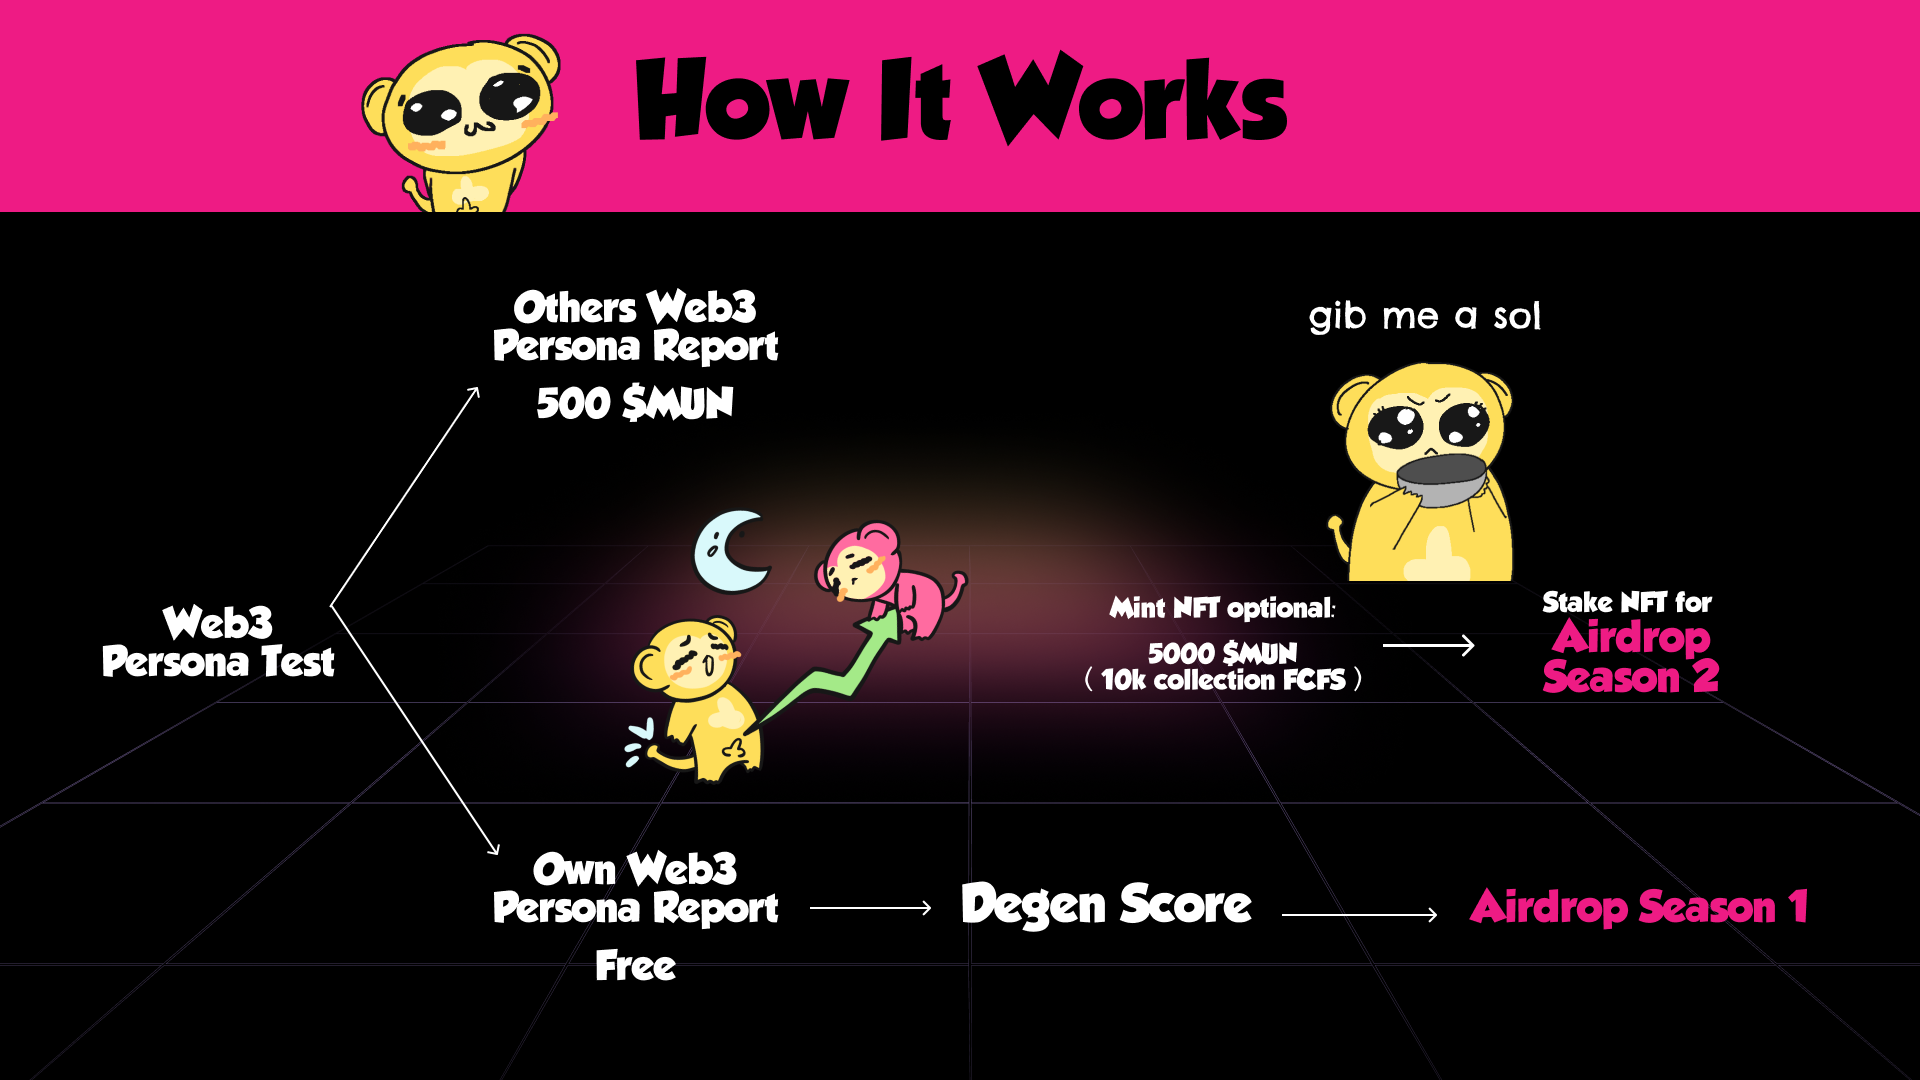 How It Works
Others Web3
Persona Report
500 $MUN
gib me a sol
Web3
Persona Test
Mint NFT optional:
5000 $MUN
( 10k collection FCFS )
Stake NFT for
Airdrop
Season 2
Own Web3
Persona Report
Free
Degen Score
Airdrop Season 1